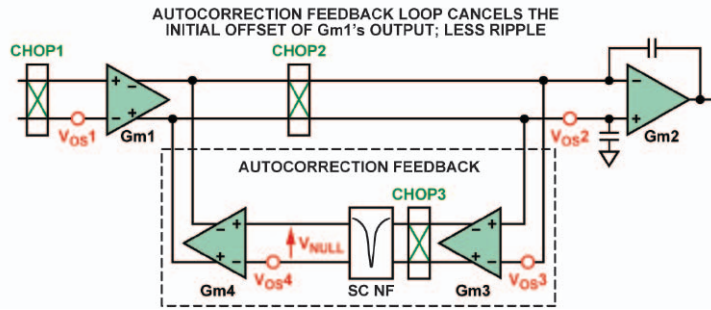 AUTOCORRECTION FEEDBACK LOOP CANCELS THE
INITIAL OFFSET OF Gm1's OUTPUT; LESS RIPPLE
CHOP1
CHOP2
+ −
− +
−
+
VOS1
Gm1
VOS2
Gm2
AUTOCORRECTION FEEDBACK
CHOP3
− +
+ −
VNULL
− +
+ −
VOS4
VOS3
Gm4
SC NF
Gm3